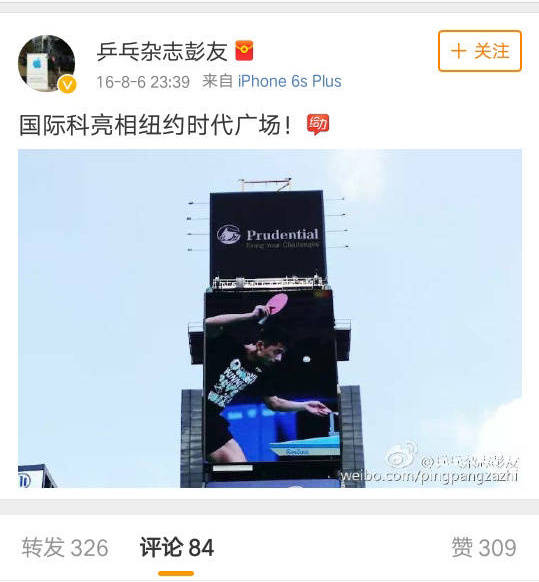 乒乓杂志彭友
16-8-6 23:39 来自 iPhone 6s Plus
+ 关注
国际科亮相纽约时代广场！
Prudential
Bring Your Challenges
@乒乓杂志彭友
weibo.com/pingpangzazhi
转发 326
评论 84
赞 309